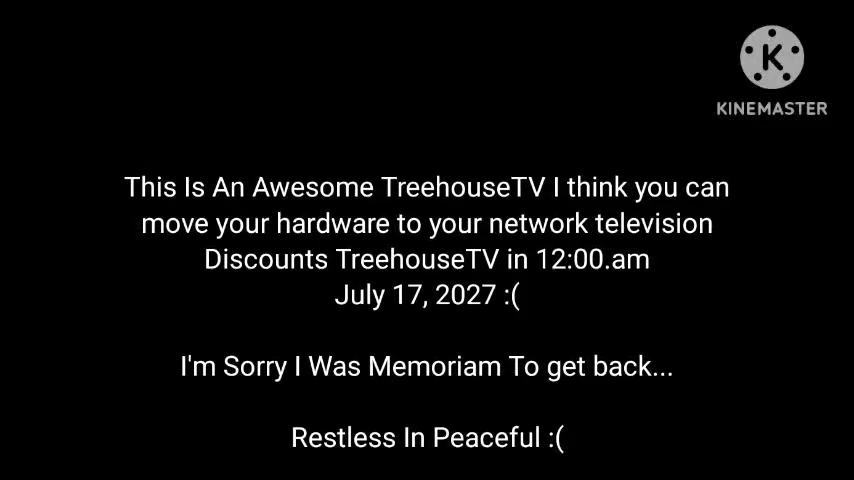 KINEMASTER
This Is An Awesome TreehouseTV I think you can
move your hardware to your network television
Discounts TreehouseTV in 12:00.am
July 17, 2027 :(
I'm Sorry I Was Memoriam To get back...
Restless In Peaceful :(